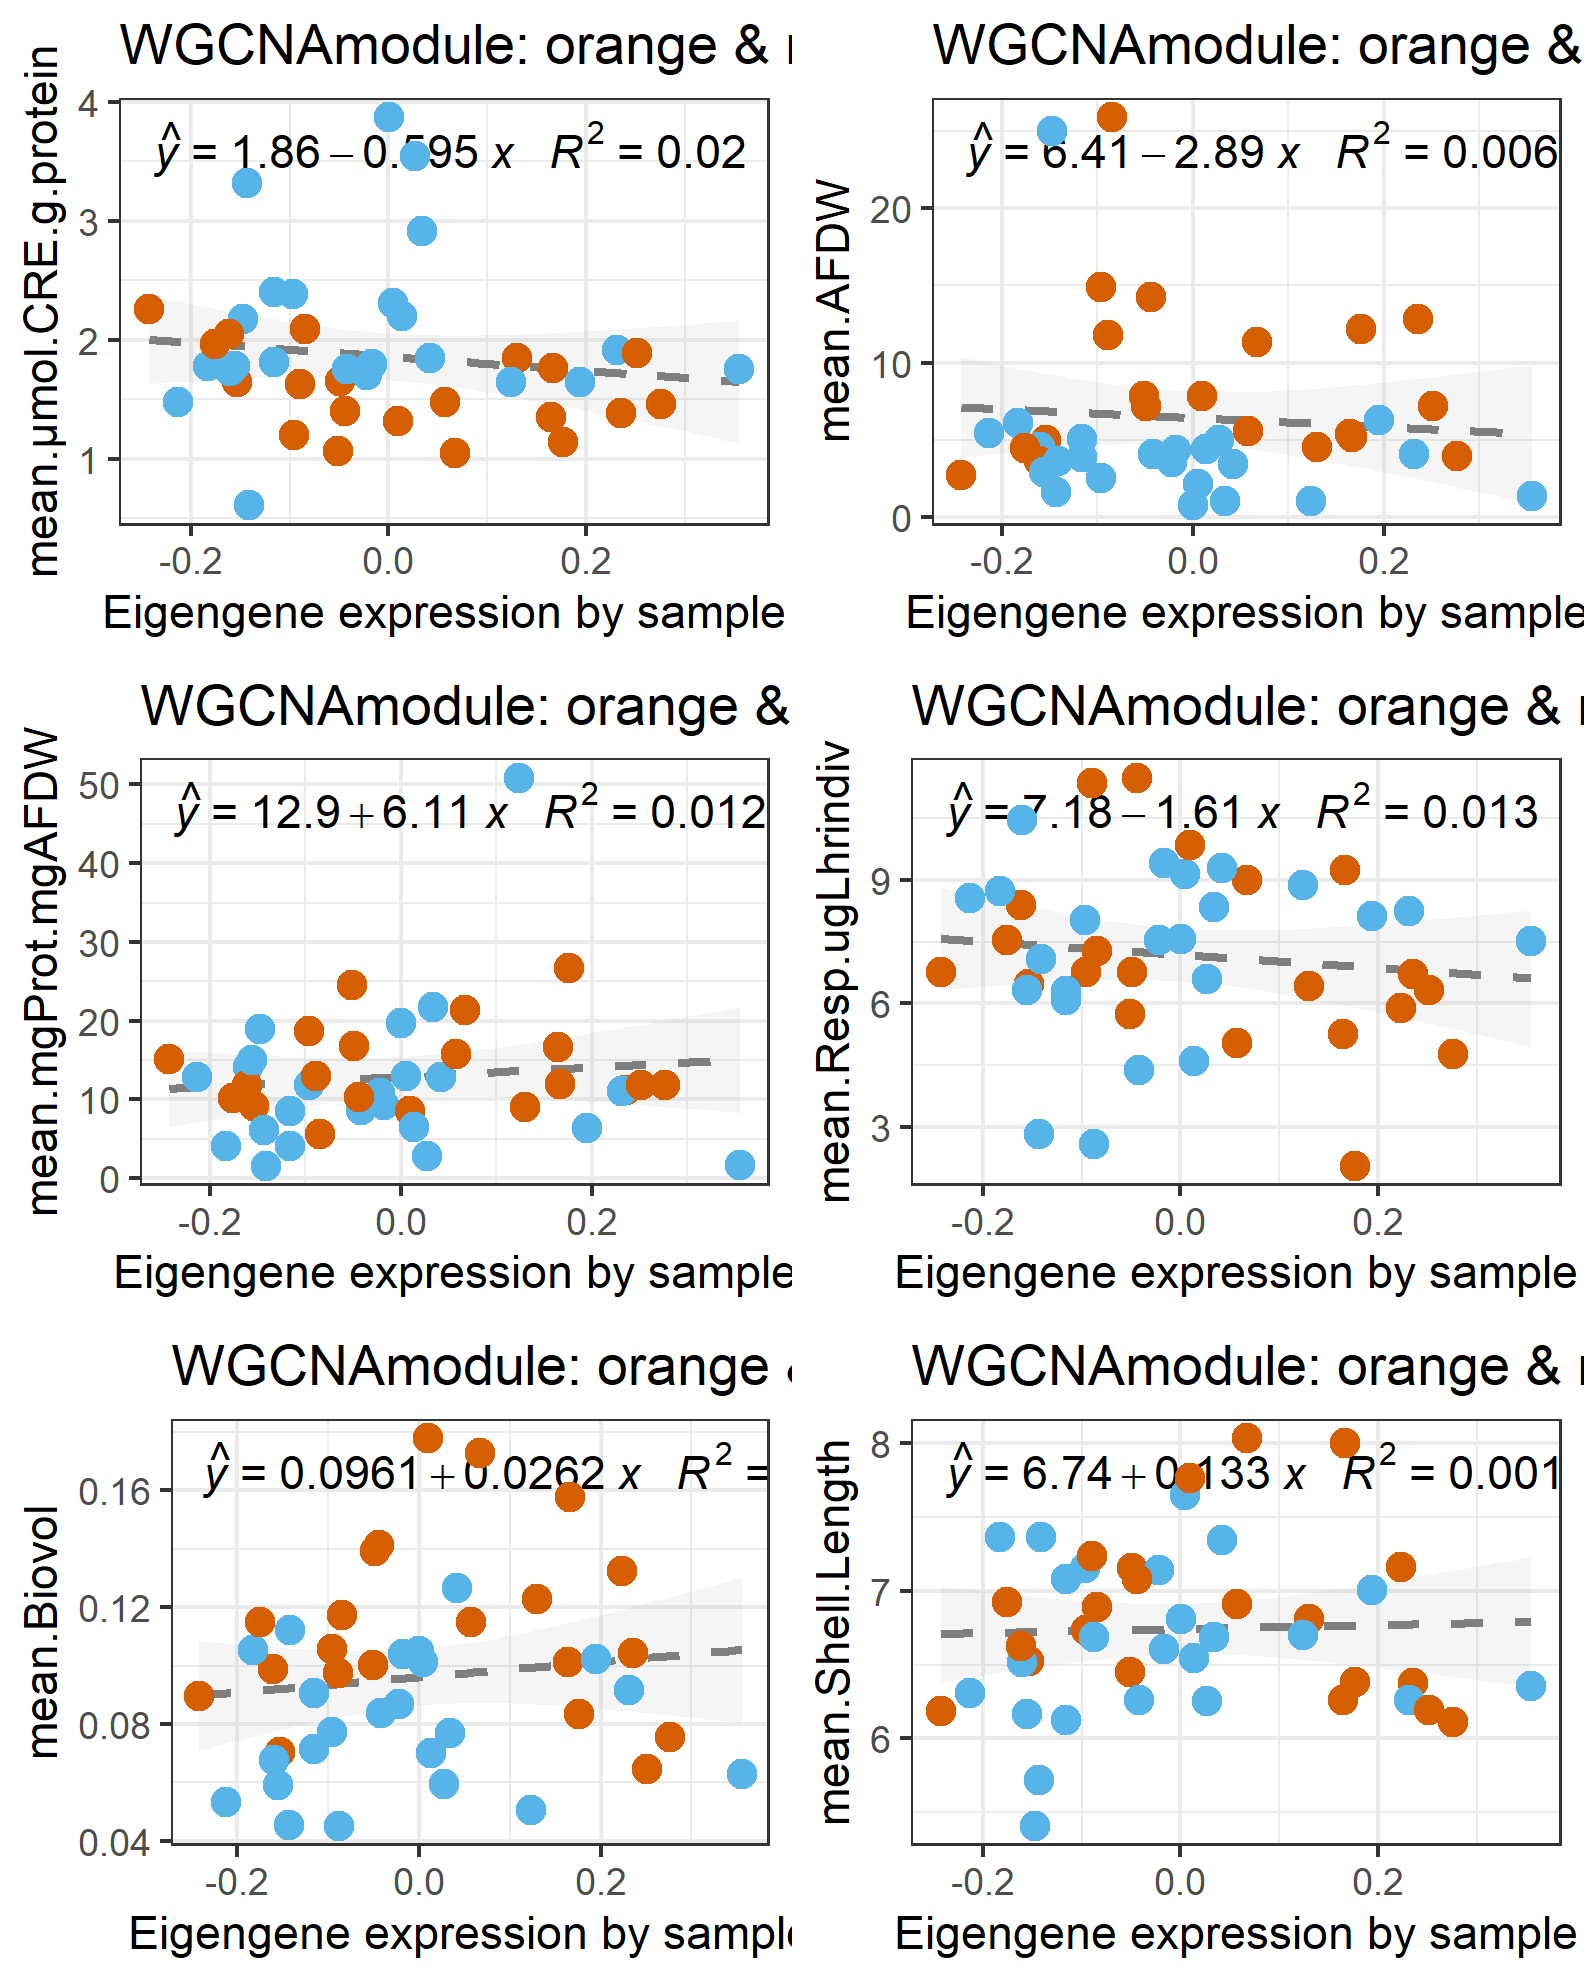 WGCNAmodule: orange &
ŷ = 1.86 − 0.595 x R² = 0.02
mean.µmol.CRE.g.protein
4
3
2
1
-0.2 0.0 0.2
Eigengene expression by sample
WGCNAmodule: orange &
ŷ = 6.41 − 2.89 x R² = 0.006
mean.AFDW
20
10
0
-0.2 0.0 0.2
Eigengene expression by sample
WGCNAmodule: orange &
ŷ = 12.9 + 6.11 x R² = 0.012
mean.mgProt.mgAFDW
50
40
30
20
10
0
-0.2 0.0 0.2
Eigengene expression by sample
WGCNAmodule: orange &
ŷ = 7.18 − 1.61 x R² = 0.013
mean.Resp.ugLhrindiv
9
6
3
-0.2 0.0 0.2
Eigengene expression by sample
WGCNAmodule: orange
ŷ = 0.0961 + 0.0262 x R² =
mean.Biovol
0.16
0.12
0.08
0.04
-0.2 0.0 0.2
Eigengene expression by sample
WGCNAmodule: orange &
ŷ = 6.74 + 0.133 x R² = 0.001
mean.Shell.Length
8
7
6
-0.2 0.0 0.2
Eigengene expression by sample